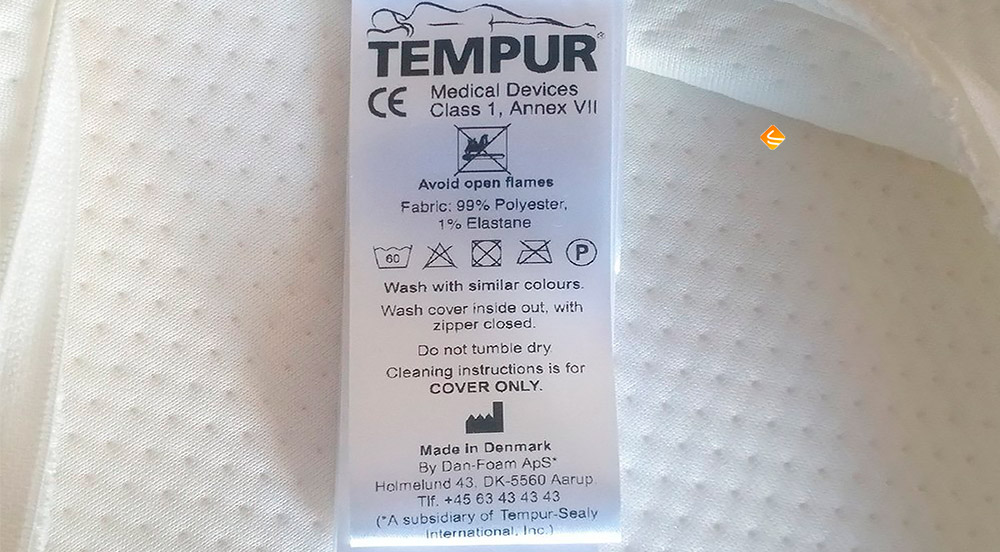 TEMPUR®
CE Medical Devices
Class 1, Annex VII
Avoid open flames
Fabric: 99% Polyester,
1% Elastane
60 P
Wash with similar colours.
Wash cover inside out, with
zipper closed.
Do not tumble dry.
Cleaning instructions is for
COVER ONLY.
Made in Denmark
By Dan-Foam ApS*
Holmelund 43, DK-5560 Aarup
Tlf. +45 63 43 43 43
(*A subsidiary of Tempur-Sealy
International, Inc.)